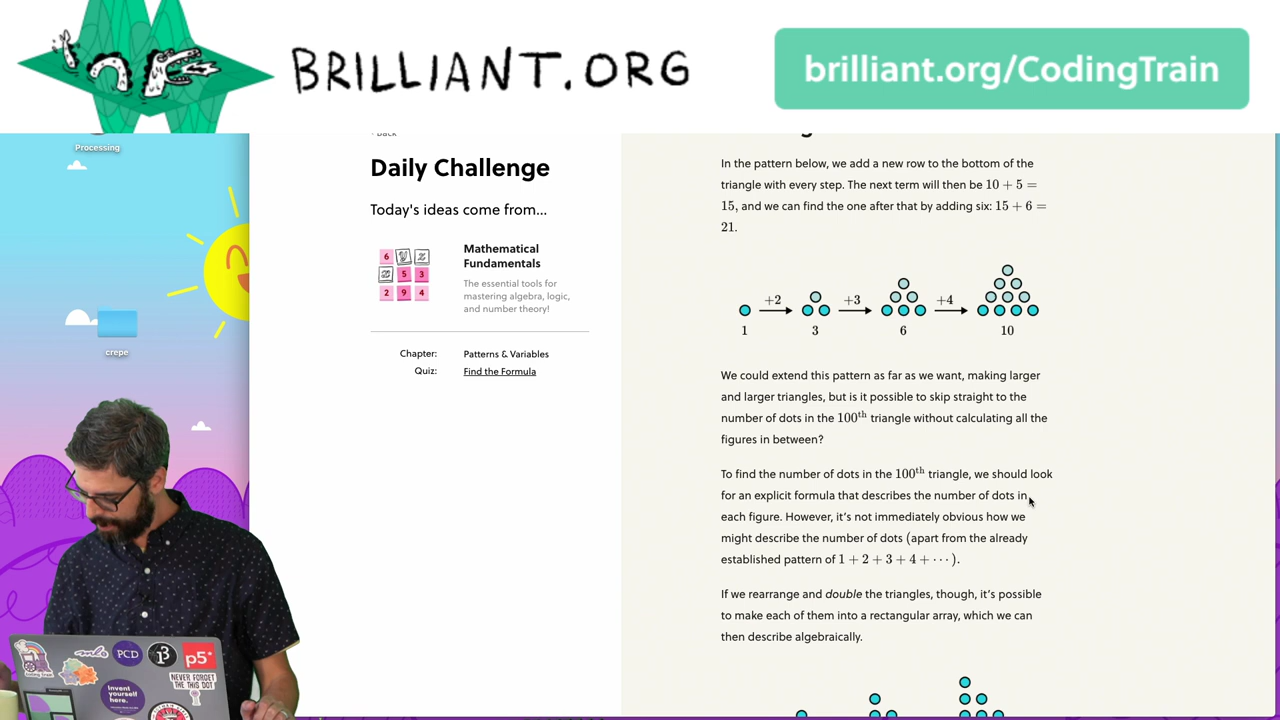 BRILLIANT.ORG
brilliant.org/CodingTrain
Processing
Back
Daily Challenge
Today's ideas come from...
6 y z
x 5 3
2 9 4
Mathematical
Fundamentals
The essential tools for
mastering algebra, logic,
and number theory!
Chapter: Patterns & Variables
Quiz: Find the Formula
crepe
In the pattern below, we add a new row to the bottom of the
triangle with every step. The next term will then be 10 + 5 =
15, and we can find the one after that by adding six: 15 + 6 =
21.
+2 +3 +4
1 3 6 10
We could extend this pattern as far as we want, making larger
and larger triangles, but is it possible to skip straight to the
number of dots in the 100th triangle without calculating all the
figures in between?
To find the number of dots in the 100th triangle, we should look
for an explicit formula that describes the number of dots in
each figure. However, it's not immediately obvious how we
might describe the number of dots (apart from the already
established pattern of 1 + 2 + 3 + 4 + ··· ).
If we rearrange and double the triangles, though, it's possible
to make each of them into a rectangular array, which we can
then describe algebraically.
PCD
p5*
NEVER FORGET
THE THIS DOT
Invent
yourself
here.